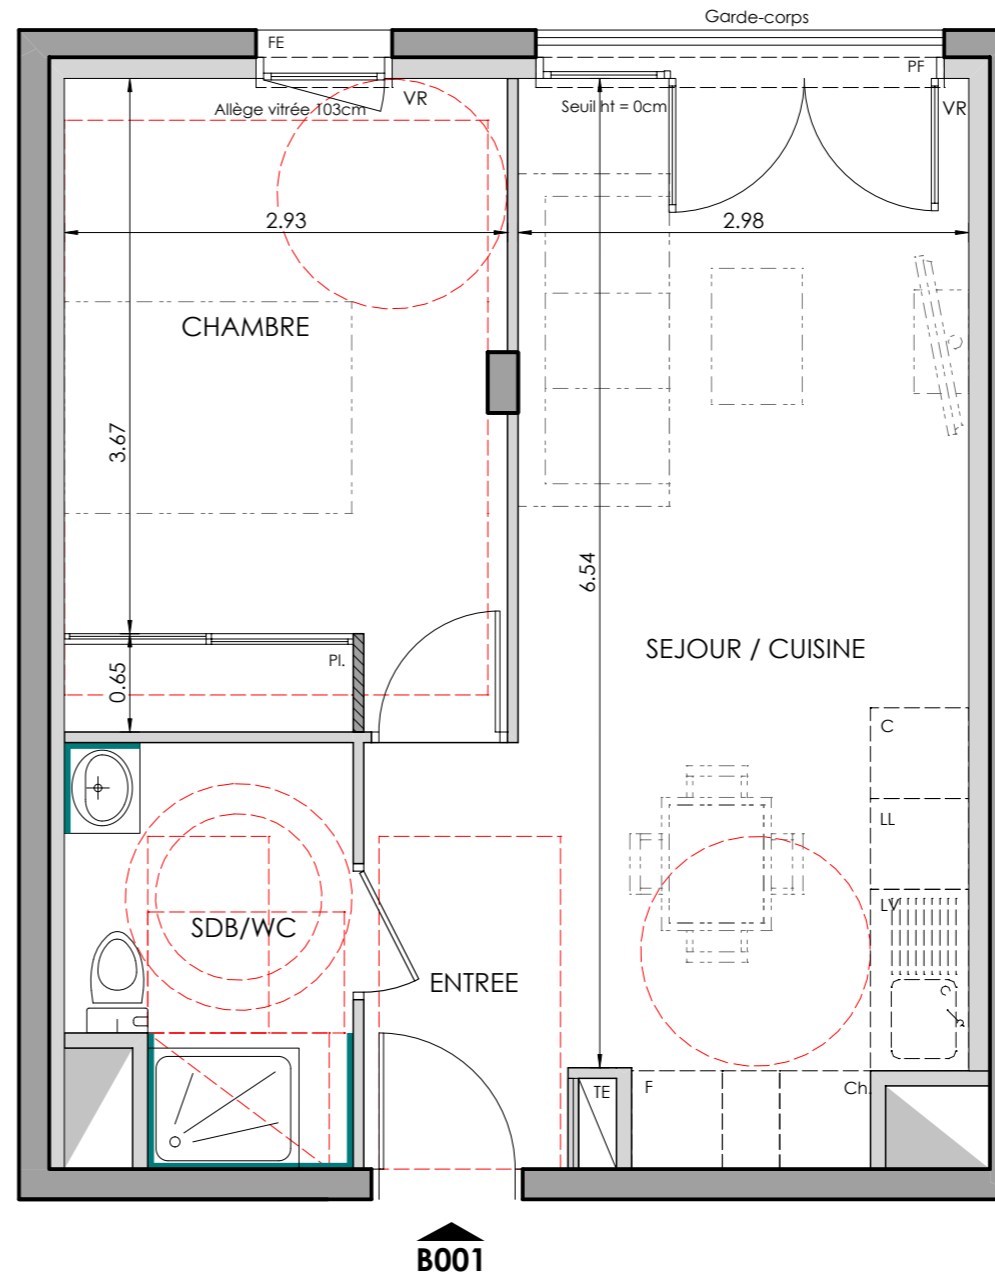 Garde-corps
FE
PF
VR
Allège vitrée 103cm
Seuil ht = 0cm
VR
2.93
2.98
CHAMBRE
3.67
6.54
SEJOUR / CUISINE
Pl.
0.65
C
LL
LV
SDB/WC
ENTREE
TE
F
Ch.
B001